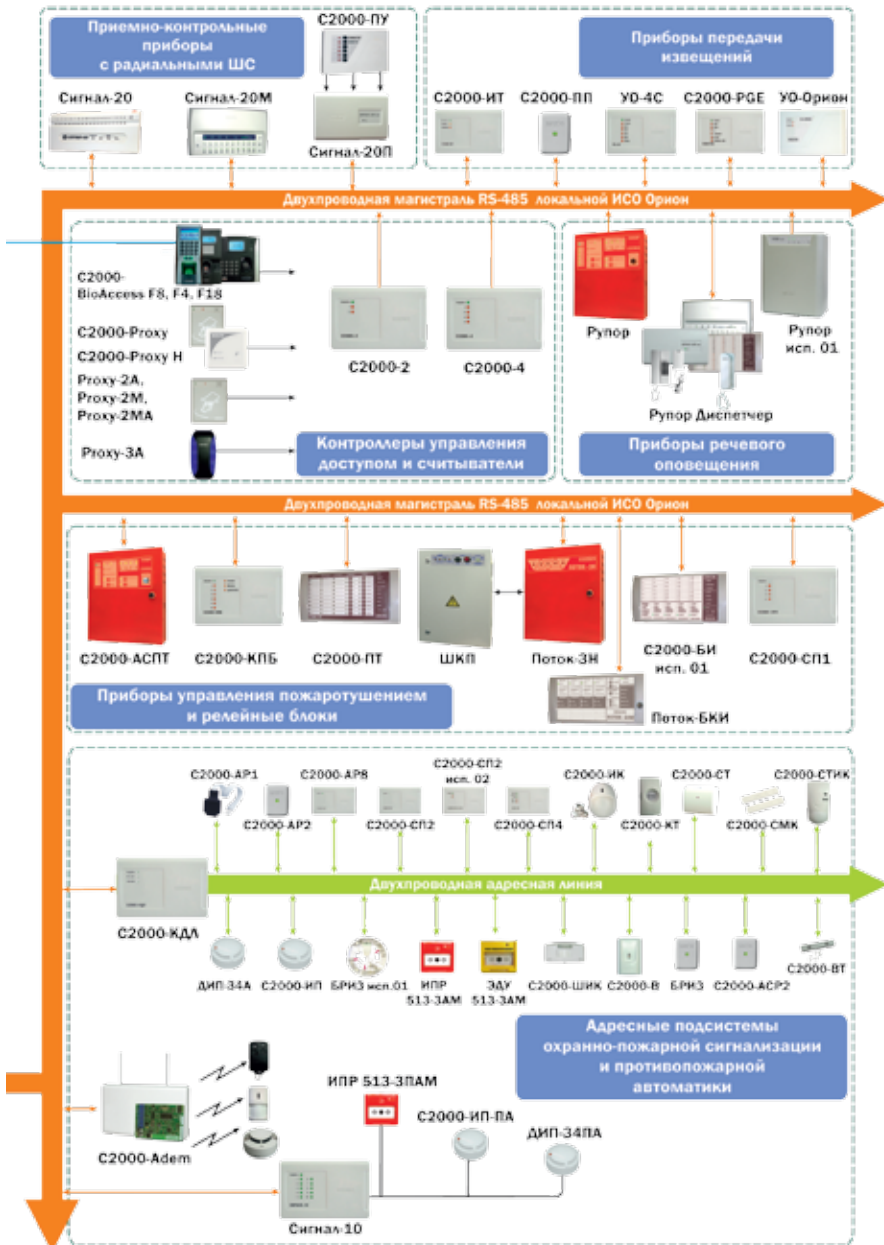 Приемно-контрольные
приборы
с радиальными ШС
С2000-ПУ
Сигнал-20
Сигнал-20М
Сигнал-20П
Приборы передачи
извещений
С2000-ИТ
С2000-ПП
УО-4С
С2000-PGE
УО-Орион
Двухпроводная магистраль RS-485 локальной ИСО Орион
С2000-
BioAccess F8, F4, F18
С2000-Proxy
С2000-Proxy Н
Proxy-2А,
Proxy-2М,
Proxy-2МА
Proxy-3А
С2000-2
С2000-4
Контроллеры управления
доступом и считыватели
Рупор
Рупор
исп. 01
Рупор Диспетчер
Приборы речевого
оповещения
Двухпроводная магистраль RS-485 локальной ИСО Орион
С2000-АСПТ
С2000-КПБ
С2000-ПТ
ШКП
Поток-3Н
С2000-БИ
исп. 01
С2000-СП1
Поток-БКИ
Приборы управления пожаротушением
и релейные блоки
С2000-АР1
С2000-АР2
С2000-АР8
С2000-СП2
С2000-СП2
исп. 02
С2000-СП4
С2000-ИК
С2000-КТ
С2000-СТ
С2000-СМК
С2000-СТИК
Двухпроводная адресная линия
С2000-КДЛ
ДИП-34А
С2000-ИП
БРИЗ исп.01
ИПР
513-3АМ
ЭДУ
513-3АМ
С2000-ШИК
С2000-В
БРИЗ
С2000-АСР2
С2000-ВТ
Адресные подсистемы
охранно-пожарной сигнализации
и противопожарной
автоматики
С2000-Adem
ИПР 513-3ПАМ
С2000-ИП-ПА
ДИП-34ПА
Сигнал-10